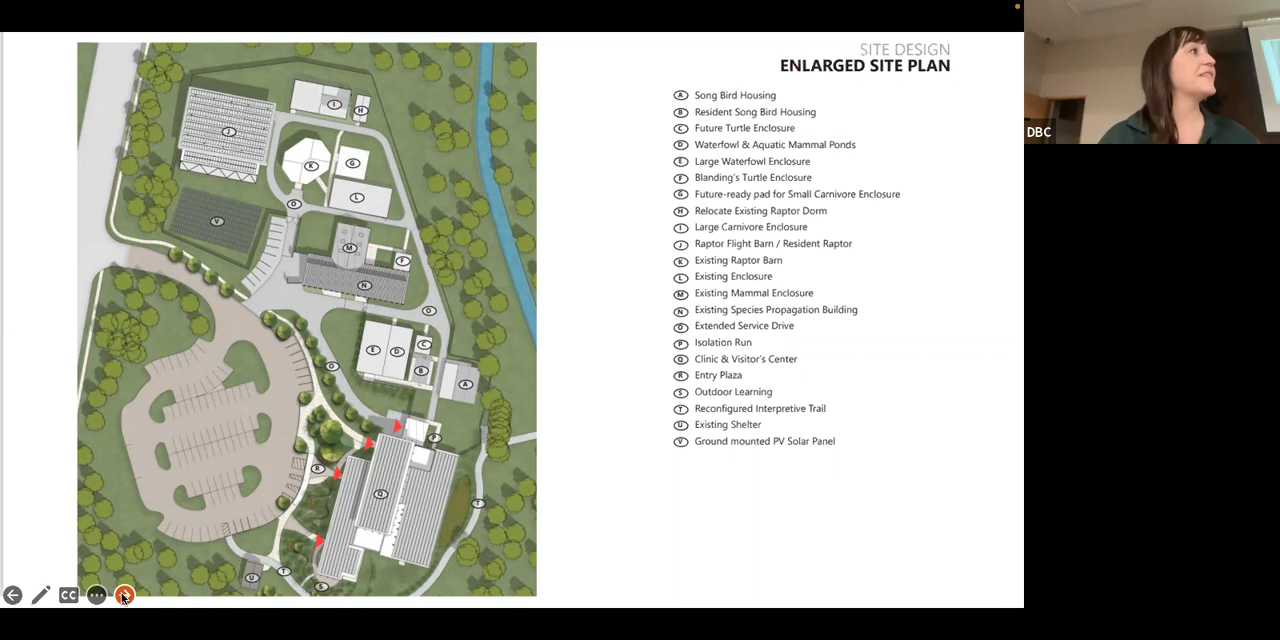 SITE DESIGN
ENLARGED SITE PLAN
A Song Bird Housing
B Resident Song Bird Housing
C Future Turtle Enclosure
D Waterfowl & Aquatic Mammal Ponds
E Large Waterfowl Enclosure
F Blanding's Turtle Enclosure
G Future-ready pad for Small Carnivore Enclosure
H Relocate Existing Raptor Dorm
I Large Carnivore Enclosure
J Raptor Flight Barn / Resident Raptor
K Existing Raptor Barn
L Existing Enclosure
M Existing Mammal Enclosure
N Existing Species Propagation Building
O Extended Service Drive
P Isolation Run
Q Clinic & Visitor's Center
R Entry Plaza
S Outdoor Learning
T Reconfigured Interpretive Trail
U Existing Shelter
V Ground mounted PV Solar Panel
I
H
J
K
G
L
O
V
M
F
N
O
E
D
C
B
O
A
P
R
Q
T
U
T
S
CC
DBC